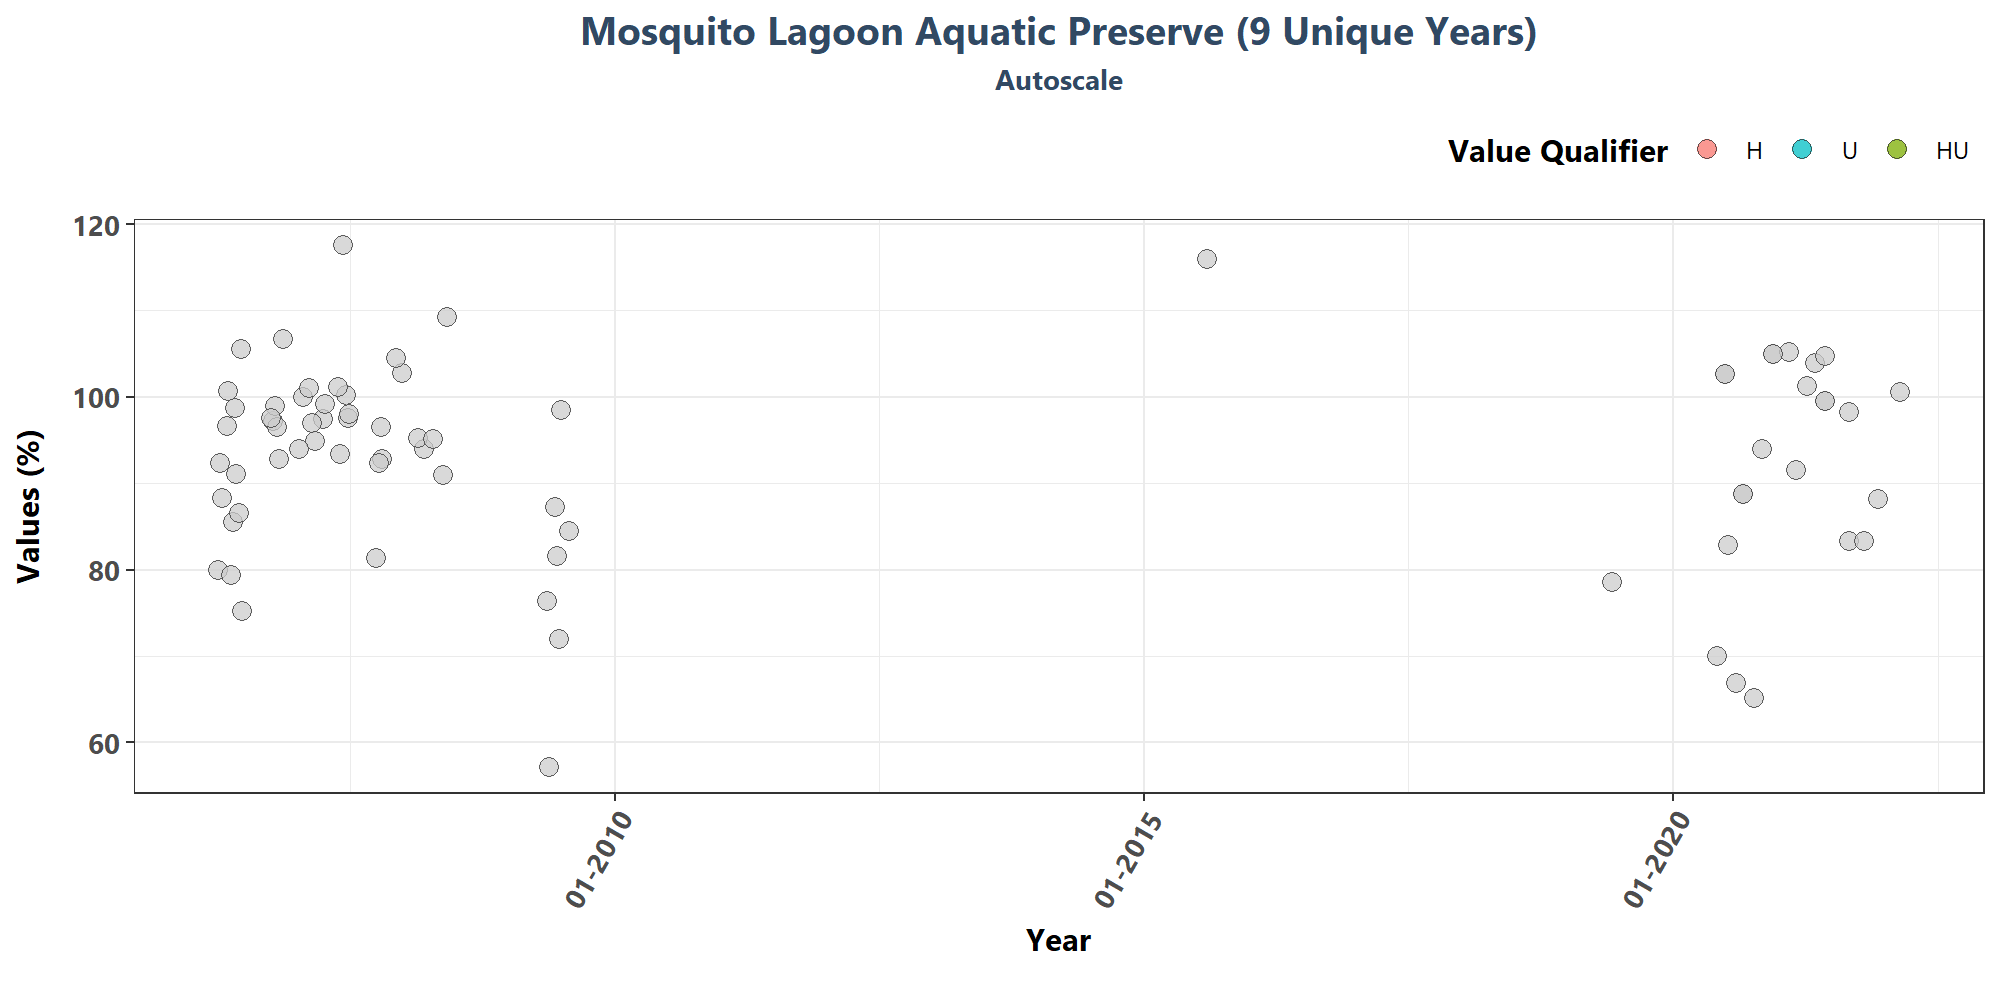 Mosquito Lagoon Aquatic Preserve (9 Unique Years)
Autoscale
Value Qualifier H U HU
120
100
80
60
Values (%)
01-2010 01-2015 01-2020
Year